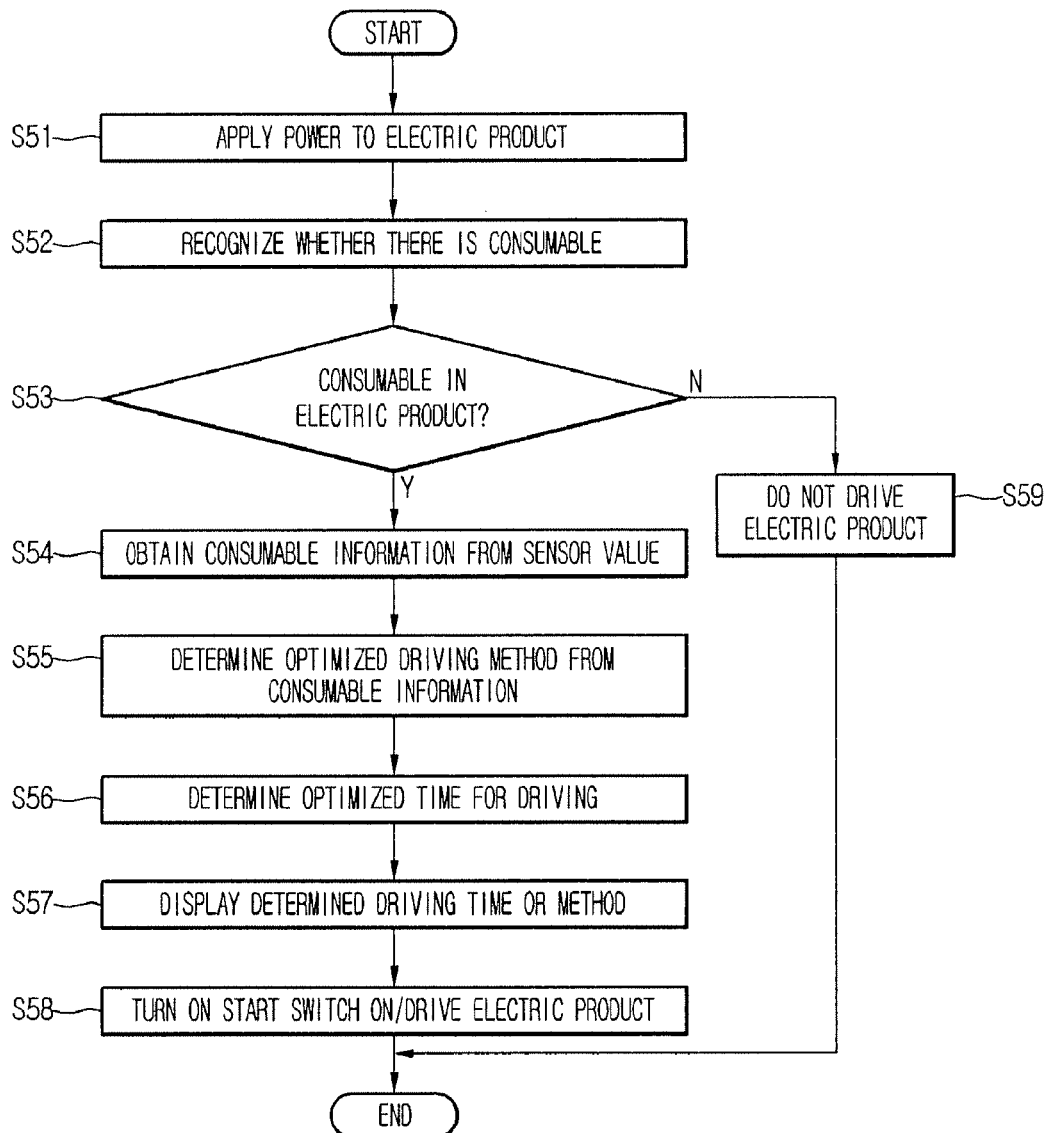 START
S51
APPLY POWER TO ELECTRIC PRODUCT
S52
RECOGNIZE WHETHER THERE IS CONSUMABLE
S53
CONSUMABLE IN
ELECTRIC PRODUCT?
N
Y
DO NOT DRIVE
ELECTRIC PRODUCT
S59
S54
OBTAIN CONSUMABLE INFORMATION FROM SENSOR VALUE
S55
DETERMINE OPTIMIZED DRIVING METHOD FROM
CONSUMABLE INFORMATION
S56
DETERMINE OPTIMIZED TIME FOR DRIVING
S57
DISPLAY DETERMINED DRIVING TIME OR METHOD
S58
TURN ON START SWITCH ON/DRIVE ELECTRIC PRODUCT
END